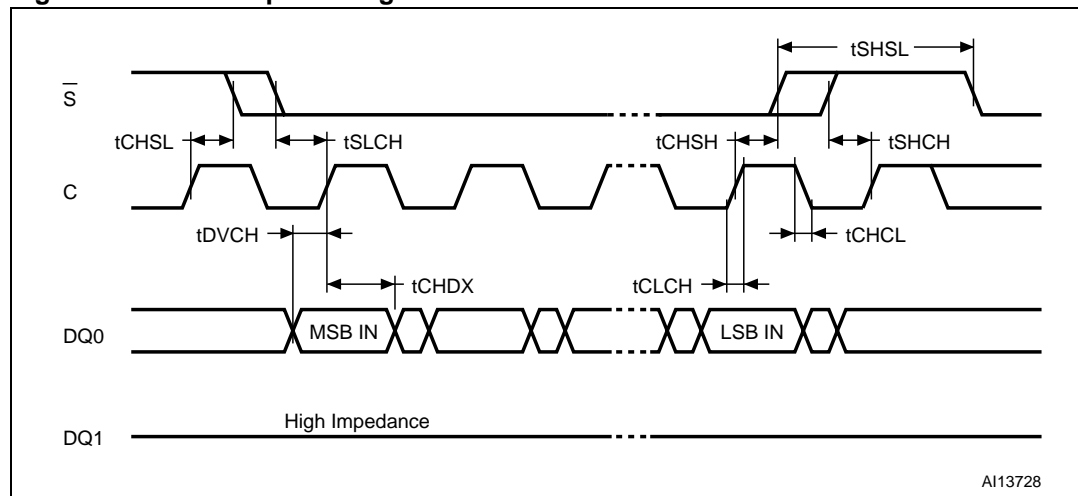 tSHSL
S
tCHSL
tSLCH
tCHSH
tSHCH
C
tDVCH
tCHCL
tCHDX
tCLCH
DQ0
MSB IN
LSB IN
High Impedance
DQ1
AI13728